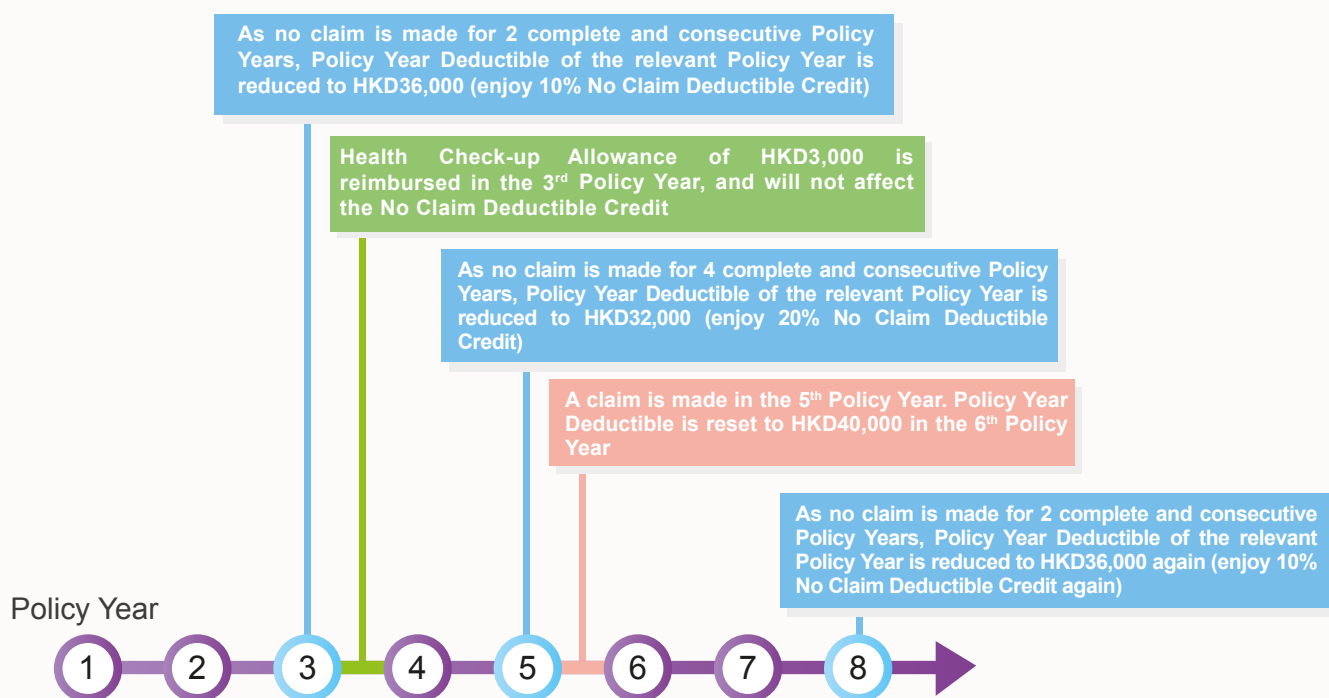 As no claim is made for 2 complete and consecutive Policy
Years, Policy Year Deductible of the relevant Policy Year is
reduced to HKD36,000 (enjoy 10% No Claim Deductible Credit)
Health Check-up Allowance of HKD3,000 is
reimbursed in the 3rd Policy Year, and will not affect
the No Claim Deductible Credit
As no claim is made for 4 complete and consecutive Policy
Years, Policy Year Deductible of the relevant Policy Year is
reduced to HKD32,000 (enjoy 20% No Claim Deductible
Credit)
A claim is made in the 5th Policy Year. Policy Year
Deductible is reset to HKD40,000 in the 6th Policy
Year
As no claim is made for 2 complete and consecutive
Policy Years, Policy Year Deductible of the relevant
Policy Year is reduced to HKD36,000 again (enjoy 10%
No Claim Deductible Credit again)
Policy Year
1 2 3 4 5 6 7 8